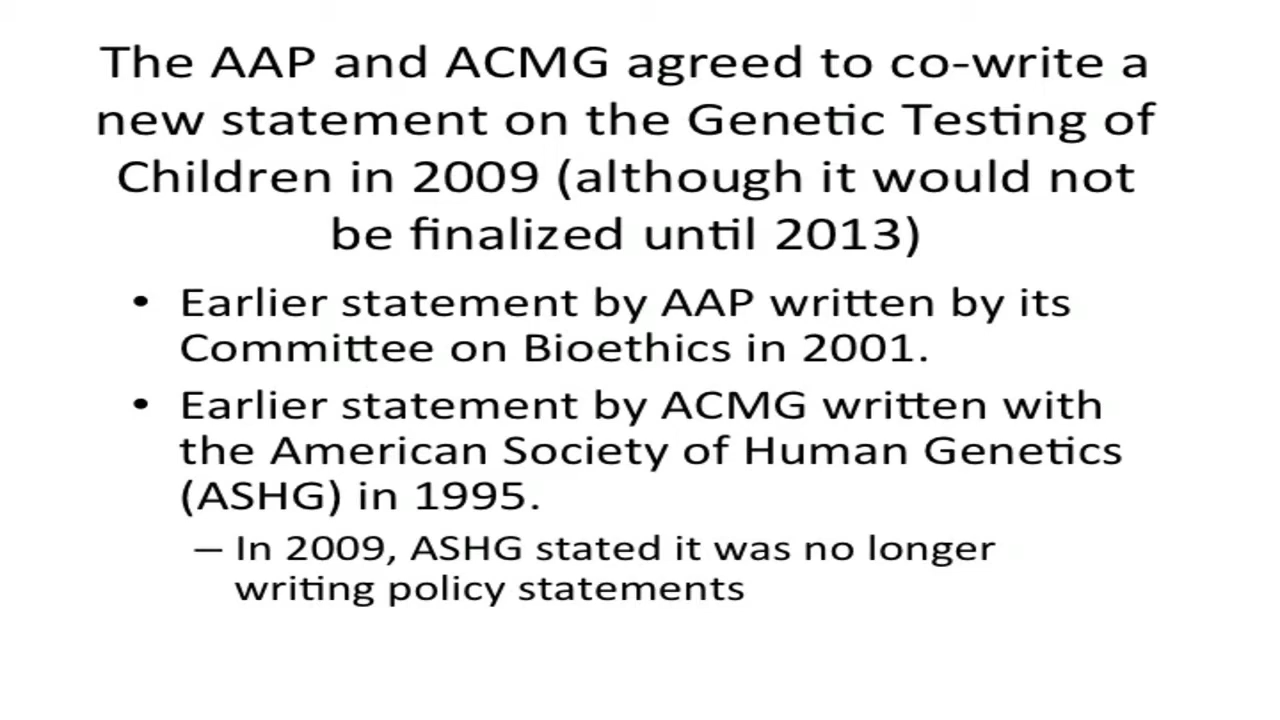 The AAP and ACMG agreed to co-write a
new statement on the Genetic Testing of
Children in 2009 (although it would not
be finalized until 2013)
• Earlier statement by AAP written by its
Committee on Bioethics in 2001.
• Earlier statement by ACMG written with
the American Society of Human Genetics
(ASHG) in 1995.
– In 2009, ASHG stated it was no longer
writing policy statements